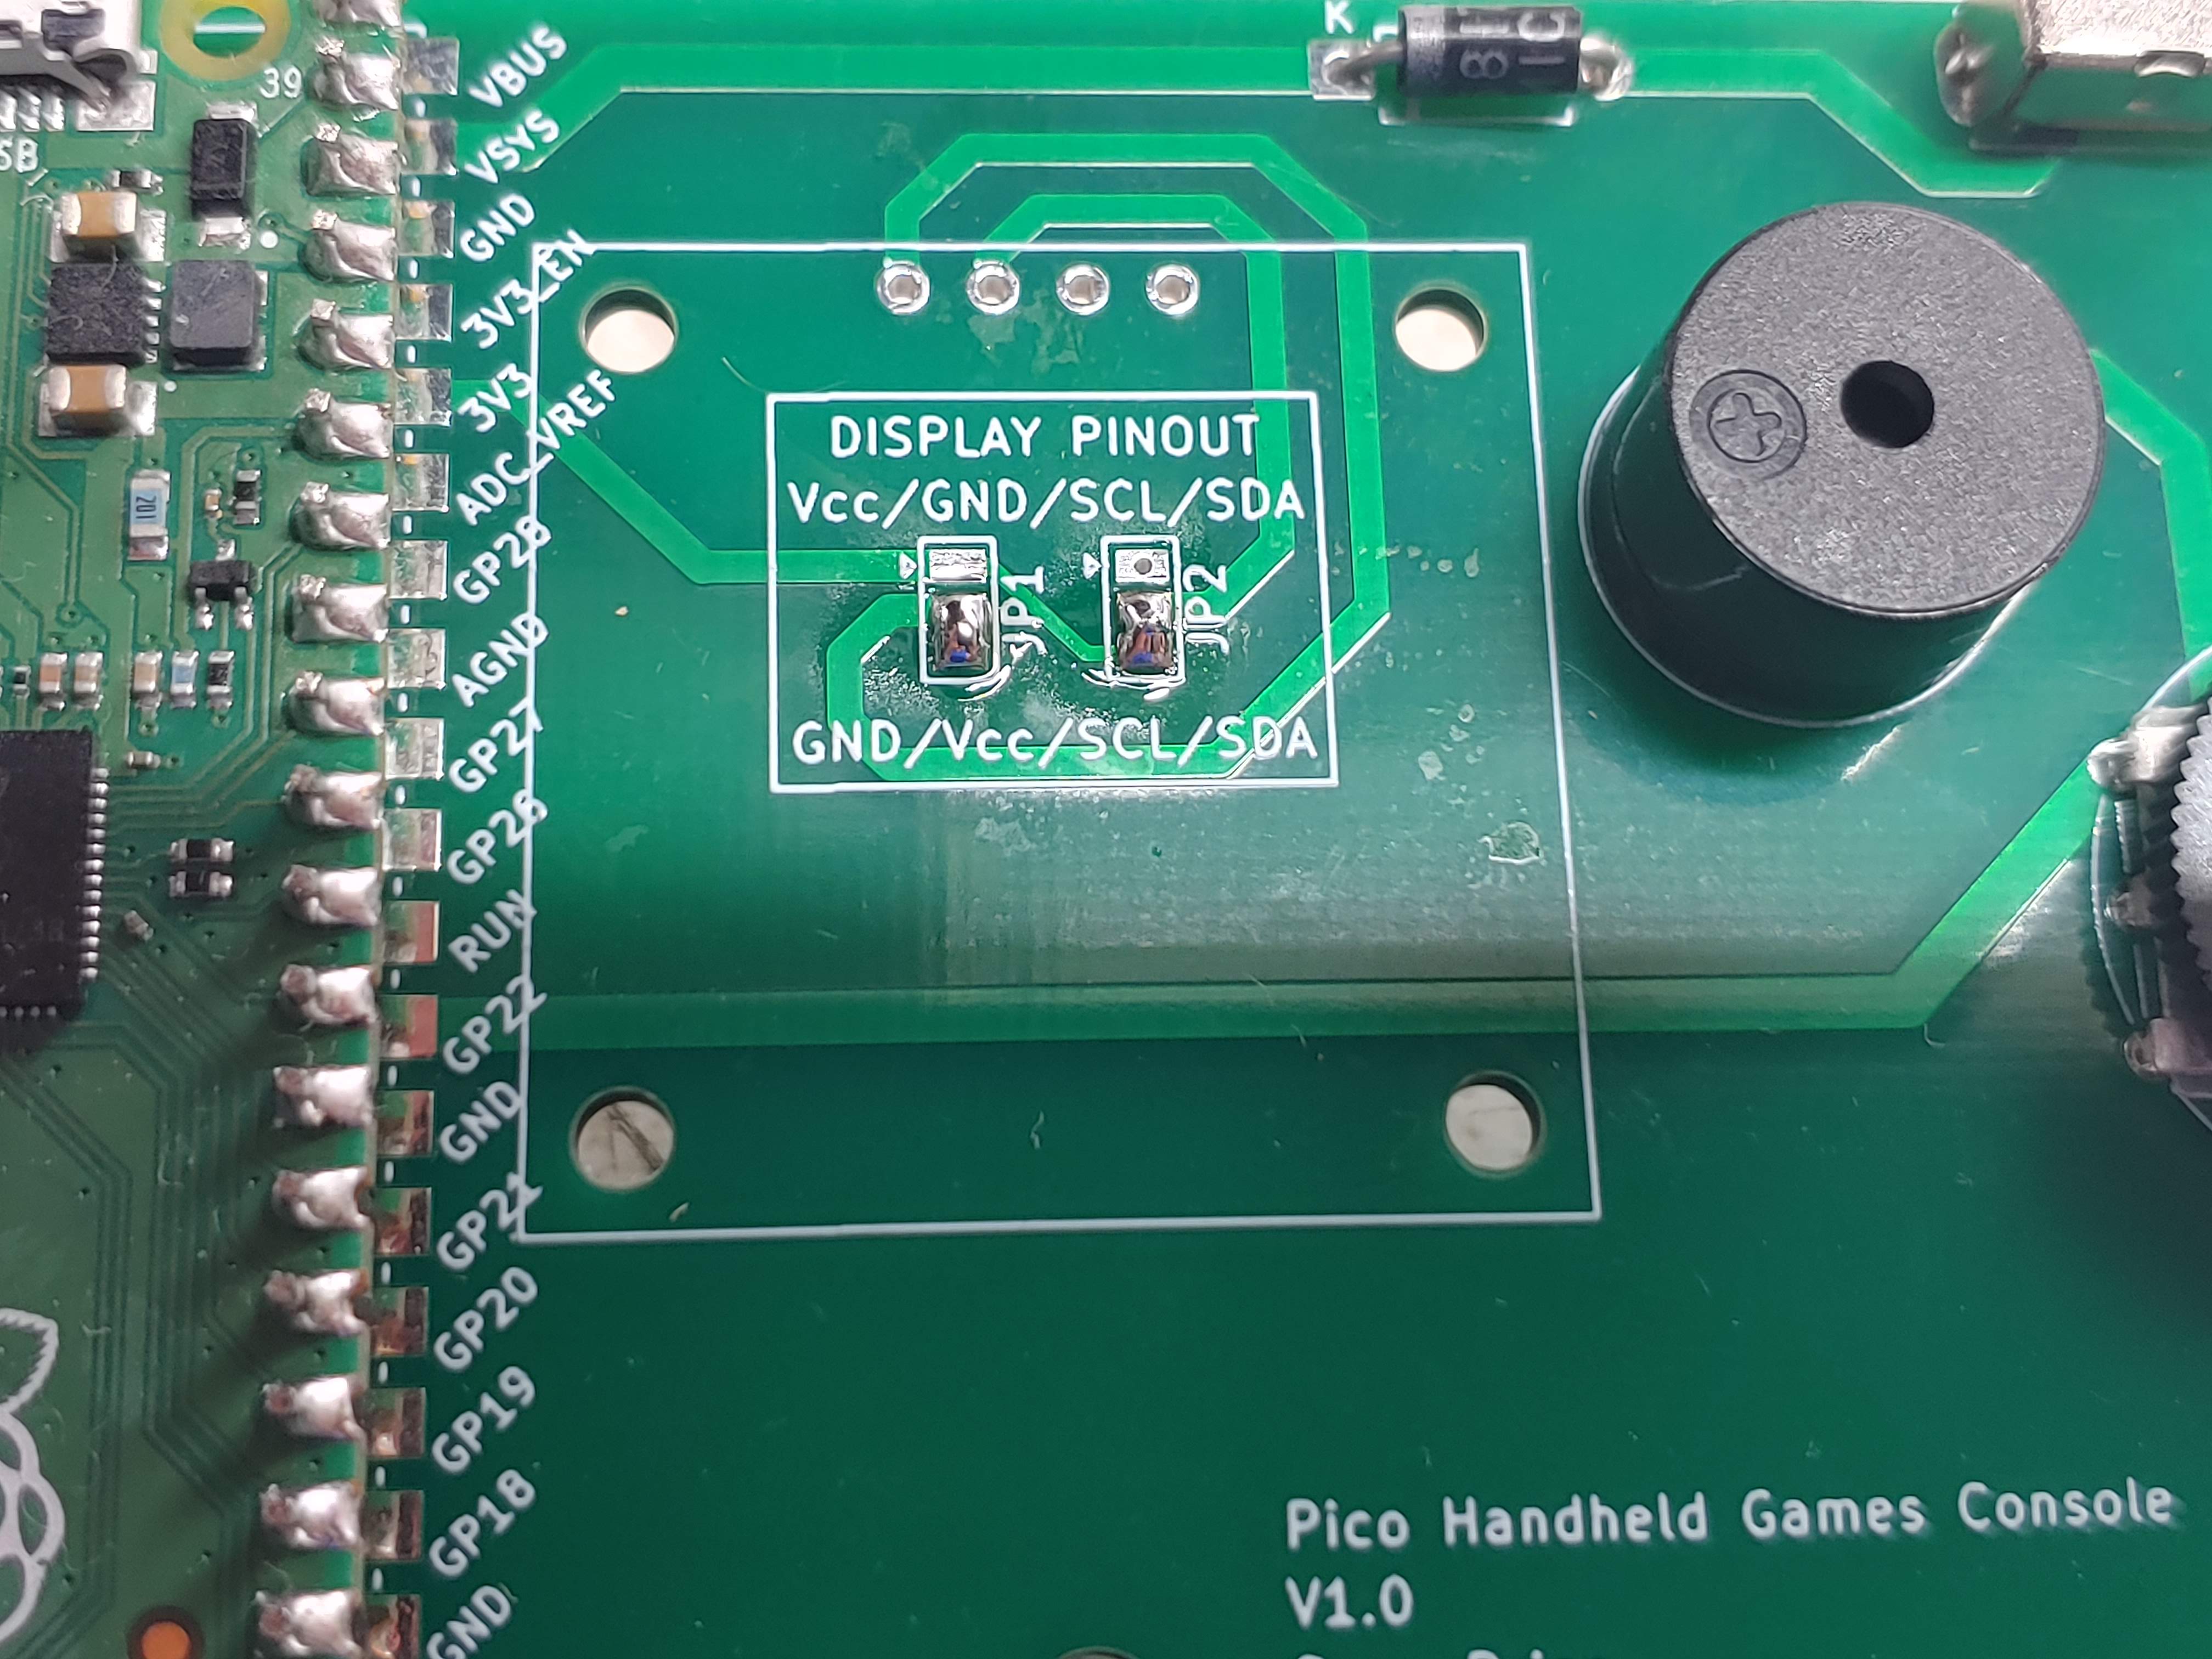 K
39
VBUS
VSYS
GND
3V3_EN
3V3
ADC_VREF
GP28
AGND
GP27
GP26
RUN
GP22
GND
GP21
GP20
GP19
GP18
GND
201
DISPLAY PINOUT
Vcc/GND/SCL/SDA
JP1
JP2
GND/Vcc/SCL/SDA
Pico Handheld Games Console
V1.0